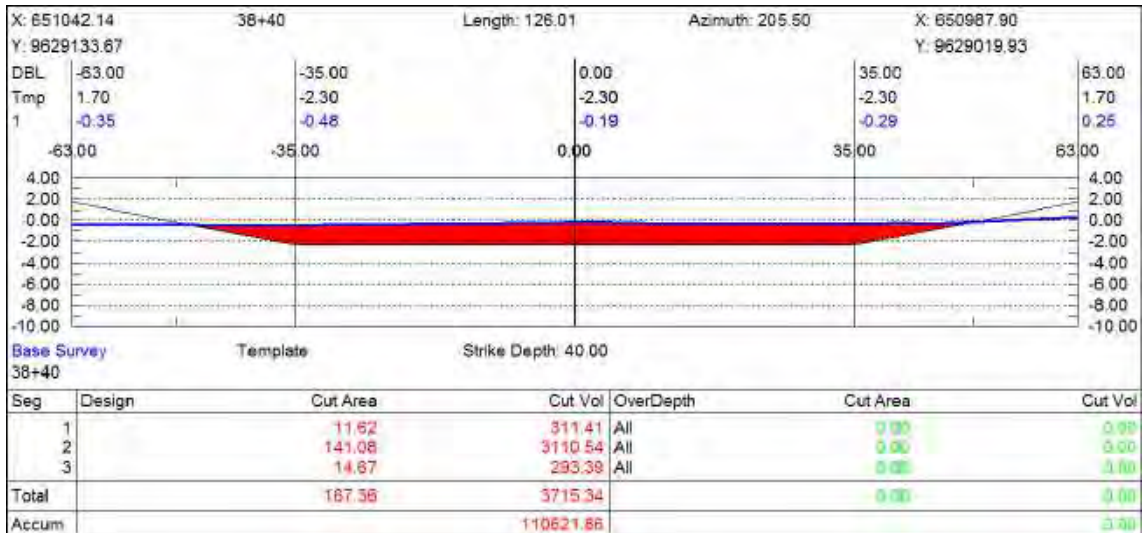 X: 651042.14 38+40 Length: 126.01 Azimuth: 205.50 X: 650987.90
Y: 9629133.67 Y: 9629019.93
DBL -63.00 -35.00 0.00 35.00 63.00
Tmp 1.70 -2.30 -2.30 -2.30 1.70
1 -0.35 -0.48 -0.19 -0.29 0.25
-63.00 -35.00 0.00 35.00 63.00
4.00 4.00
2.00 2.00
0.00 0.00
-2.00 -2.00
-4.00 -4.00
-6.00 -6.00
-8.00 -8.00
-10.00 -10.00
Base Survey Template Strike Depth: 40.00
38+40
Seg Design Cut Area Cut Vol OverDepth Cut Area Cut Vol
1 11.62 311.41 All 0.00 0.00
2 141.08 3110.54 All 0.00 0.00
3 14.67 293.39 All 0.00 0.00
Total 167.36 3715.34 0.00 0.00
Accum 110621.86 0.00